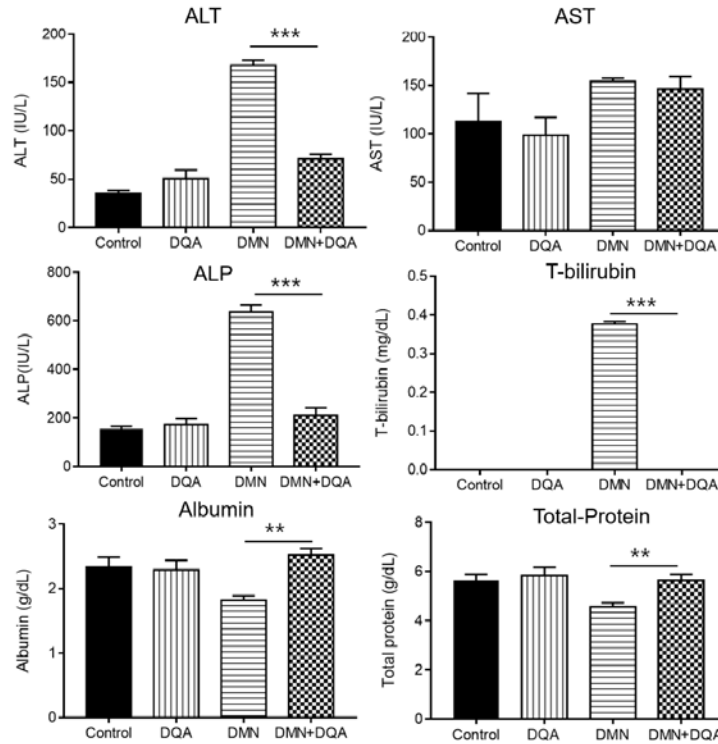 ALT
ALT (IU/L)
200
150
100
50
0
***
Control DQA DMN DMN+DQA
AST
AST (IU/L)
200
150
100
50
0
Control DQA DMN DMN+DQA
ALP
ALP(IU/L)
800
600
400
200
0
***
Control DQA DMN DMN+DQA
T-bilirubin
T-bilirubin (mg/dL)
0.5
0.4
0.3
0.2
0.1
0.0
***
Control DQA DMN DMN+DQA
Albumin
Albumin (g/dL)
3
2
1
0
**
Control DQA DMN DMN+DQA
Total-Protein
Total protein (g/dL)
8
6
4
2
0
**
Control DQA DMN DMN+DQA